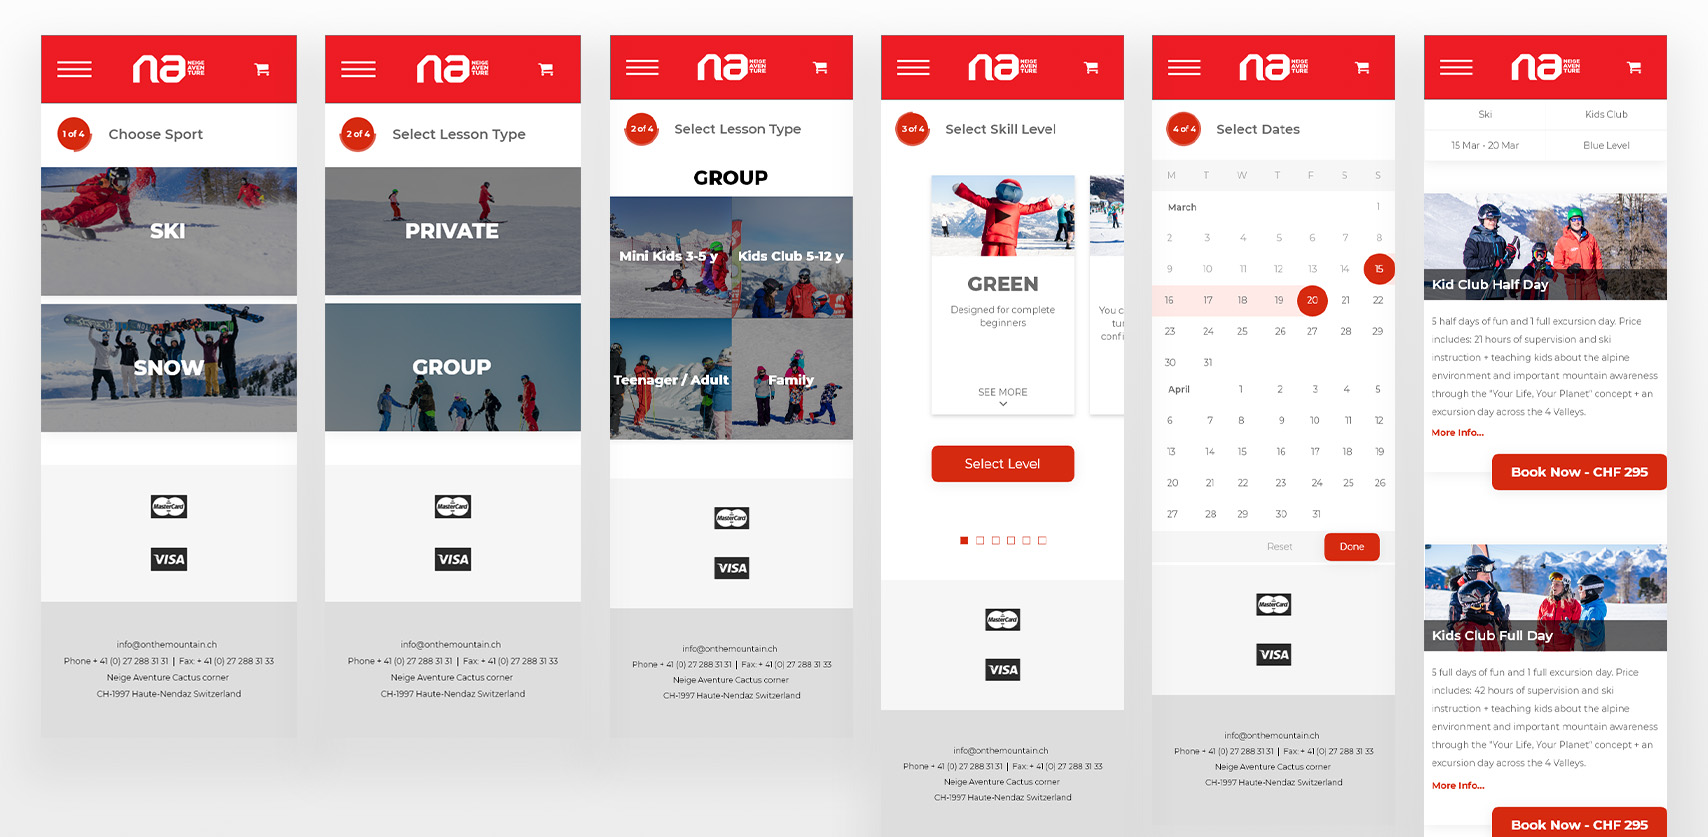 na NEIGE
AVEN
TURE
1 of 4 Choose Sport
SKI
SNOW
MasterCard
VISA
info@onthemountain.ch
Phone + 41 (0) 27 288 31 31 | Fax: + 41 (0) 27 288 31 33
Neige Aventure Cactus corner
CH-1997 Haute-Nendaz Switzerland
na NEIGE
AVEN
TURE
2 of 4 Select Lesson Type
PRIVATE
GROUP
MasterCard
VISA
info@onthemountain.ch
Phone + 41 (0) 27 288 31 31 | Fax: + 41 (0) 27 288 31 33
Neige Aventure Cactus corner
CH-1997 Haute-Nendaz Switzerland
na NEIGE
AVEN
TURE
2 of 4 Select Lesson Type
GROUP
Mini Kids 3-5 y Kids Club 5-12 y
Teenager / Adult Family
MasterCard
VISA
info@onthemountain.ch
Phone + 41 (0) 27 288 31 31 | Fax: + 41 (0) 27 288 31 33
Neige Aventure Cactus corner
CH-1997 Haute-Nendaz Switzerland
na NEIGE
AVEN
TURE
3 of 4 Select Skill Level
GREEN
Designed for complete
beginners
SEE MORE
You c
tur
confi
Select Level
MasterCard
VISA
info@onthemountain.ch
Phone + 41 (0) 27 288 31 31 | Fax: + 41 (0) 27 288 31 33
Neige Aventure Cactus corner
CH-1997 Haute-Nendaz Switzerland
na NEIGE
AVEN
TURE
4 of 4 Select Dates
M T W T F S S
March 1
2 3 4 5 6 7 8
9 10 11 12 13 14 15
16 17 18 19 20 21 22
23 24 25 26 27 28 29
30 31
April 1 2 3 4 5
6 7 8 9 10 11 12
13 14 15 16 17 18 19
20 21 22 23 24 25 26
27 28 29 30 31
Reset Done
MasterCard
VISA
info@onthemountain.ch
Phone + 41 (0) 27 288 31 31 | Fax: + 41 (0) 27 288 31 33
Neige Aventure Cactus corner
CH-1997 Haute-Nendaz Switzerland
na NEIGE
AVEN
TURE
Ski Kids Club
15 Mar - 20 Mar Blue Level
Kid Club Half Day
5 half days of fun and 1 full excursion day. Price
includes: 21 hours of supervision and ski
instruction + teaching kids about the alpine
environment and important mountain awareness
through the "Your Life, Your Planet" concept + an
excursion day across the 4 Valleys.
More Info...
Book Now - CHF 295
Kids Club Full Day
5 full days of fun and 1 full excursion day. Price
includes: 42 hours of supervision and ski
instruction + teaching kids about the alpine
environment and important mountain awareness
through the "Your Life, Your Planet" concept + an
excursion day across the 4 Valleys.
More Info...
Book Now - CHF 295